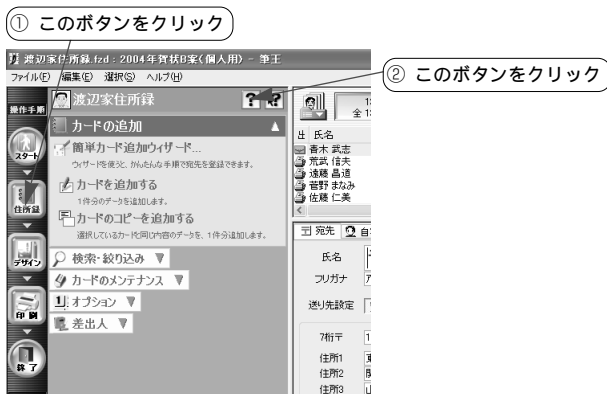 ① このボタンをクリック
渡辺家住所録.fzd : 2004年賀状B案(個人用) - 筆王
ファイル(F) 編集(E) 選択(S) ヘルプ(H)
② このボタンをクリック
操作手順
渡辺家住所録
カードの追加
簡単カード追加ウィザード...
ウィザードを使うと、かんたんな手順で宛先を登録できます。
カードを追加する
1件分のデータを追加します。
カードのコピーを追加する
選択しているカードと同じ内容のデータを、1件分追加します。
検索・絞り込み ▼
カードのメンテナンス ▼
オプション ▼
差出人 ▼
スタート
住所録
デザイン
印刷
終了
氏名
青木 武志
荒武 信夫
遠藤 昌道
菅野 まなみ
佐藤 仁美
宛先
氏名
フリガナ
送り先設定
7桁〒
住所1
住所2
住所3